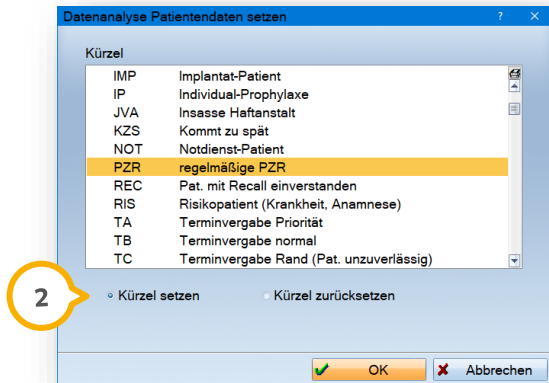 Datenanalyse Patientendaten setzen ? ×
Kürzel
IMP Implantat-Patient
IP Individual-Prophylaxe
JVA Insasse Haftanstalt
KZS Kommt zu spät
NOT Notdienst-Patient
PZR regelmäßige PZR
REC Pat. mit Recall einverstanden
RIS Risikopatient (Krankheit, Anamnese)
TA Terminvergabe Priorität
TB Terminvergabe normal
TC Terminvergabe Rand (Pat. unzuverlässig)
2 Kürzel setzen Kürzel zurücksetzen
OK Abbrechen